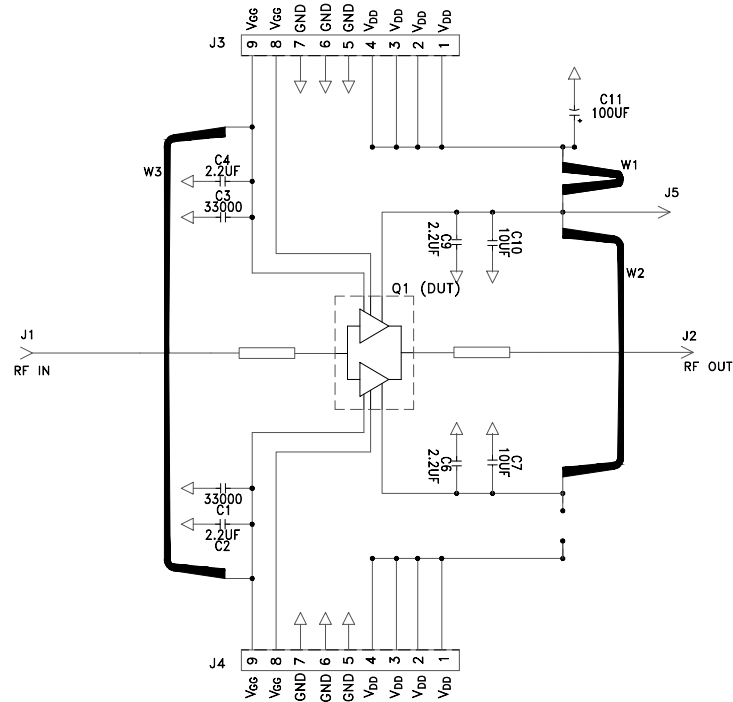 VGG VGG GND GND GND VDD VDD VDD VDD
J3 9 8 7 6 5 4 3 2 1
C11
100UF
W3
C4
2.2UF
C3
33000
W1
J5
C9
2.2UF
C10
10UF
W2
Q1 (DUT)
J1
RF IN
J2
RF OUT
C6
2.2UF
C7
10UF
33000
C1
2.2UF
C2
J4 9 8 7 6 5 4 3 2 1
VGG VGG GND GND GND VDD VDD VDD VDD